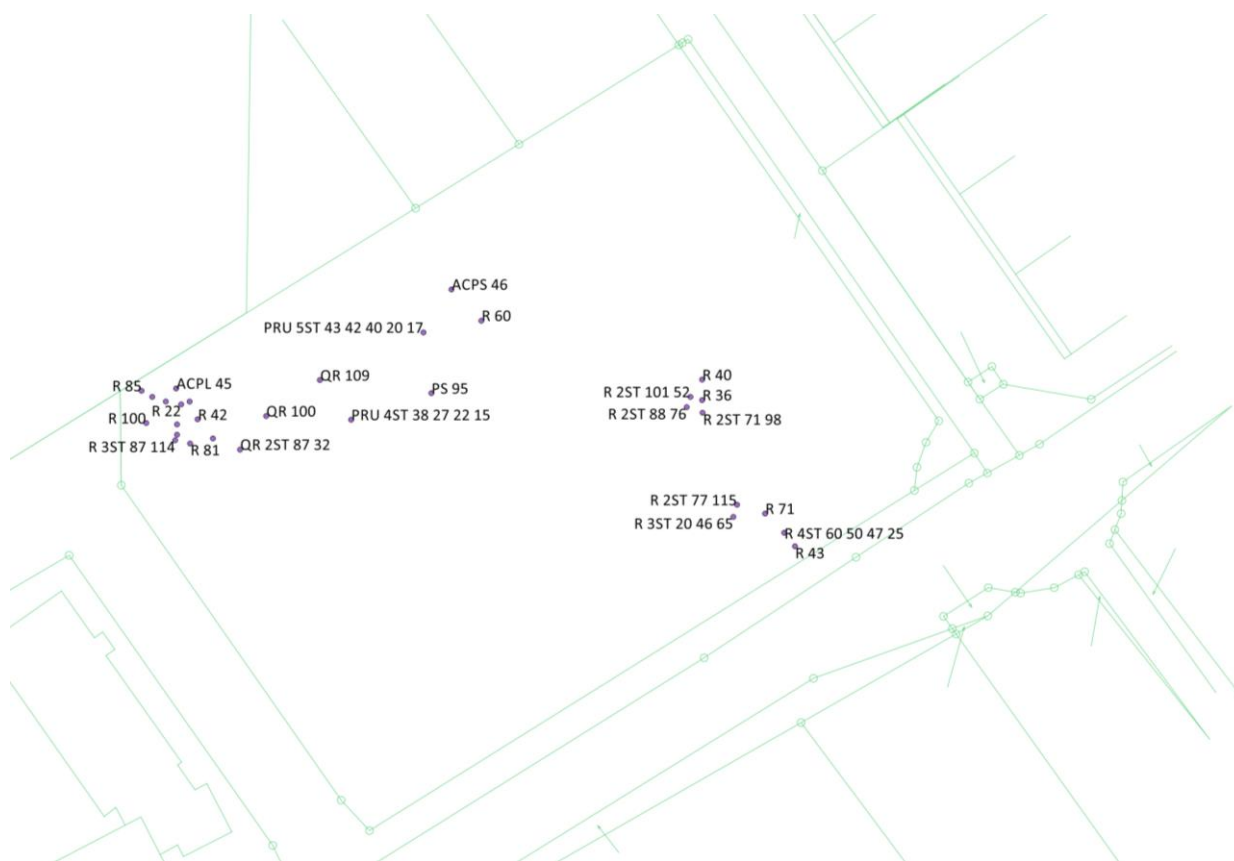 ACPS 46
R 60
PRU 5ST 43 42 40 20 17
QR 109
R 85
ACPL 45
PS 95
R 22
R 100
R 42
QR 100
PRU 4ST 38 27 22 15
R 3ST 87 114
R 81
QR 2ST 87 32
R 40
R 2ST 101 52
R 36
R 2ST 88 76
R 2ST 71 98
R 2ST 77 115
R 71
R 3ST 20 46 65
R 4ST 60 50 47 25
R 43